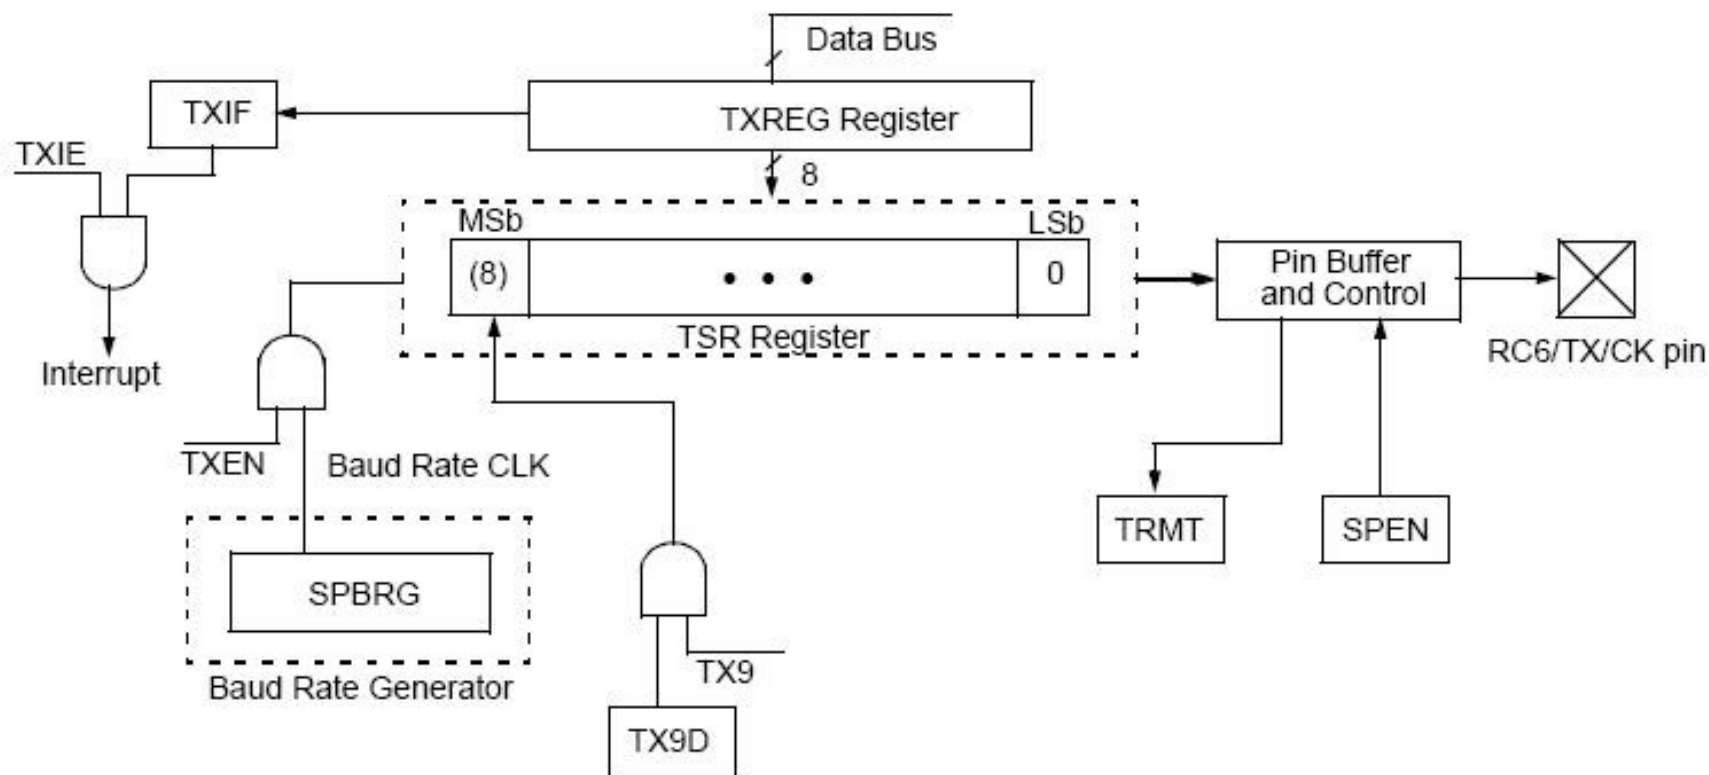 Data Bus
TXIF
TXREG Register
TXIE
8
MSb
LSb
(8)
• • •
0
TSR Register
Pin Buffer
and Control
RC6/TX/CK pin
Interrupt
TXEN
Baud Rate CLK
TRMT
SPEN
SPBRG
Baud Rate Generator
TX9
TX9D